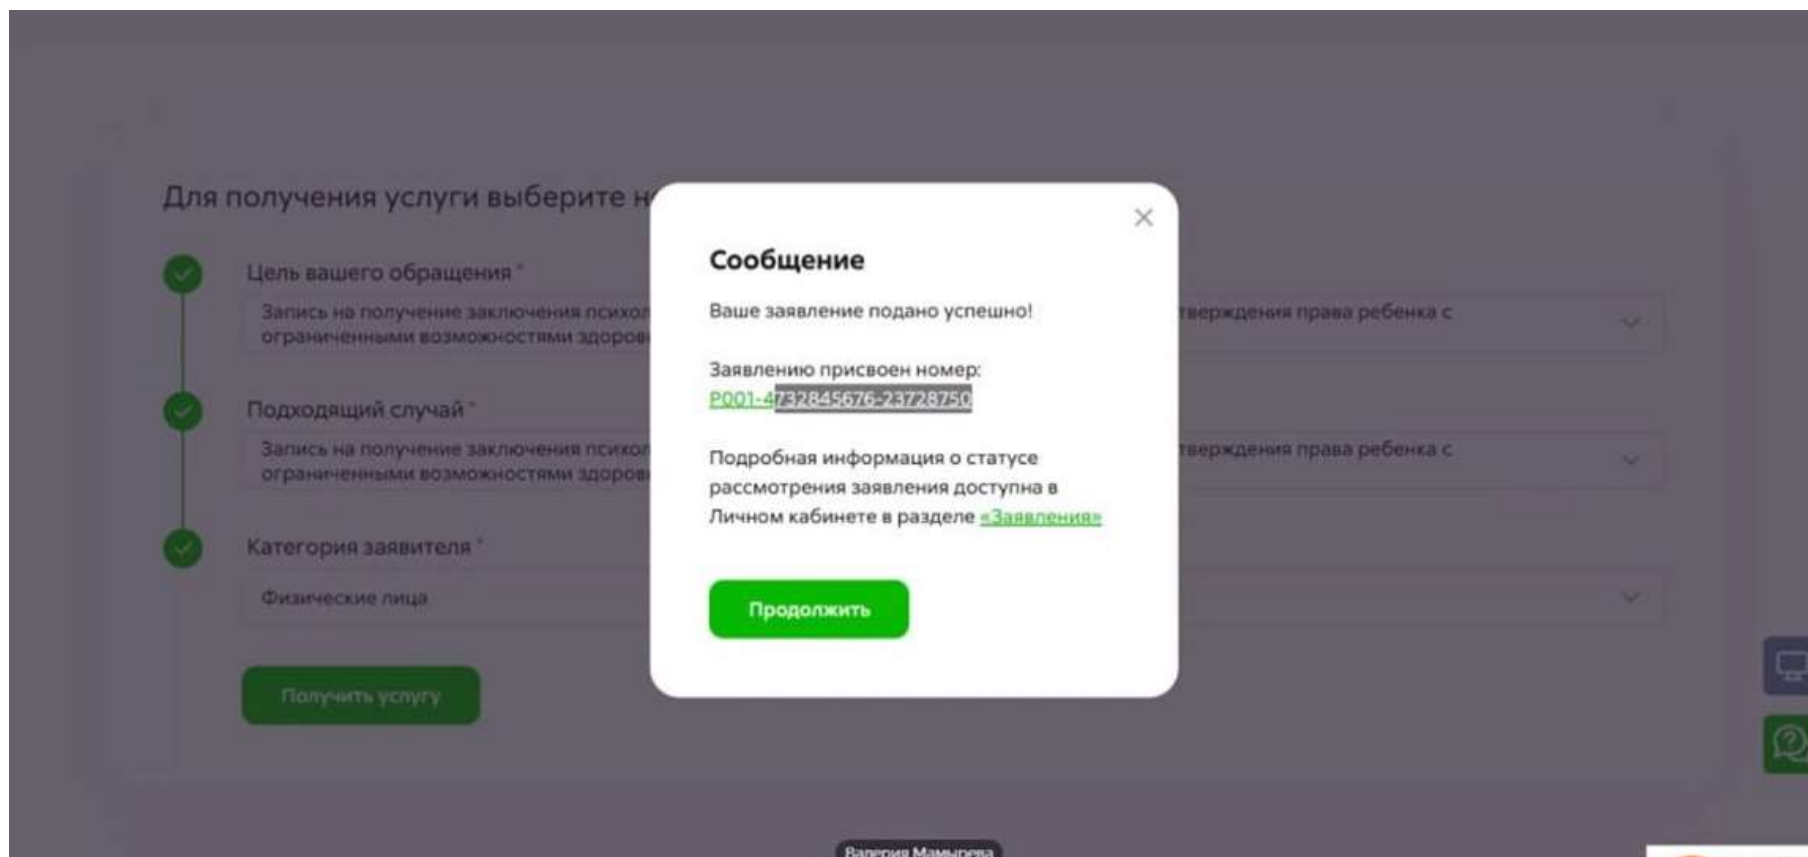 Для получения услуги выберите н
Цель вашего обращения *
Запись на получение заключения психол
ограниченными возможностями здоров
тверждения права ребенка с
Подходящий случай *
Запись на получение заключения психол
ограниченными возможностями здоров
тверждения права ребенка с
Категория заявителя *
Физические лица
Получить услугу
Сообщение
Ваше заявление подано успешно!
Заявлению присвоен номер:
P001-4732845676-23728750
Подробная информация о статусе
рассмотрения заявления доступна в
Личном кабинете в разделе «Заявления»
Продолжить
Валерия Мамырева